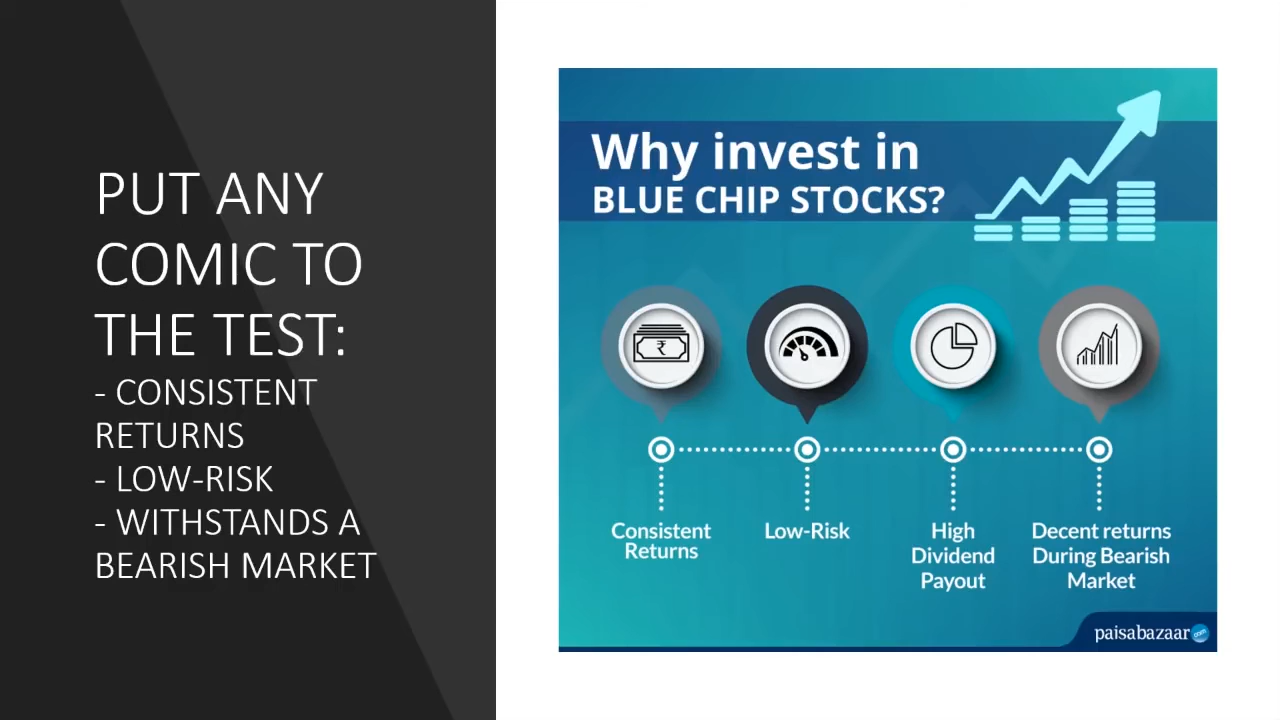 PUT ANY
COMIC TO
THE TEST:
- CONSISTENT
RETURNS
- LOW-RISK
- WITHSTANDS A
BEARISH MARKET
Why invest in
BLUE CHIP STOCKS?
₹
Consistent
Returns
Low-Risk
High
Dividend
Payout
Decent returns
During Bearish
Market
paisabazaar.com